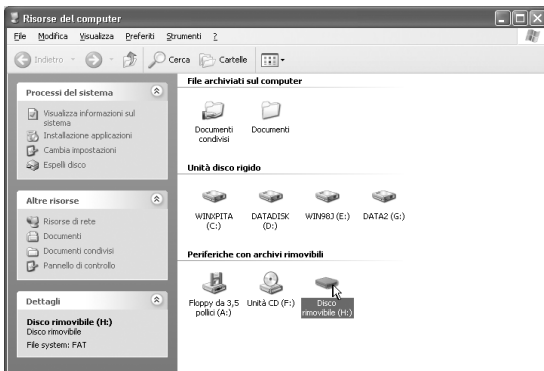 Risorse del computer
File Modifica Visualizza Preferiti Strumenti ?
Indietro Cerca Cartelle
Processi del sistema
Visualizza informazioni sul
sistema
Installazione applicazioni
Cambia impostazioni
Espelli disco
Altre risorse
Risorse di rete
Documenti
Documenti condivisi
Pannello di controllo
Dettagli
Disco rimovibile (H:)
Disco rimovibile
File system: FAT
File archiviati sul computer
Documenti
condivisi
Documenti
Unità disco rigido
WINXPITA
(C:)
DATADISK
(D:)
WIN98J (E:)
DATA2 (G:)
Periferiche con archivi rimovibili
Floppy da 3,5
pollici (A:)
Unità CD (F:)
Disco
rimovibile (H:)